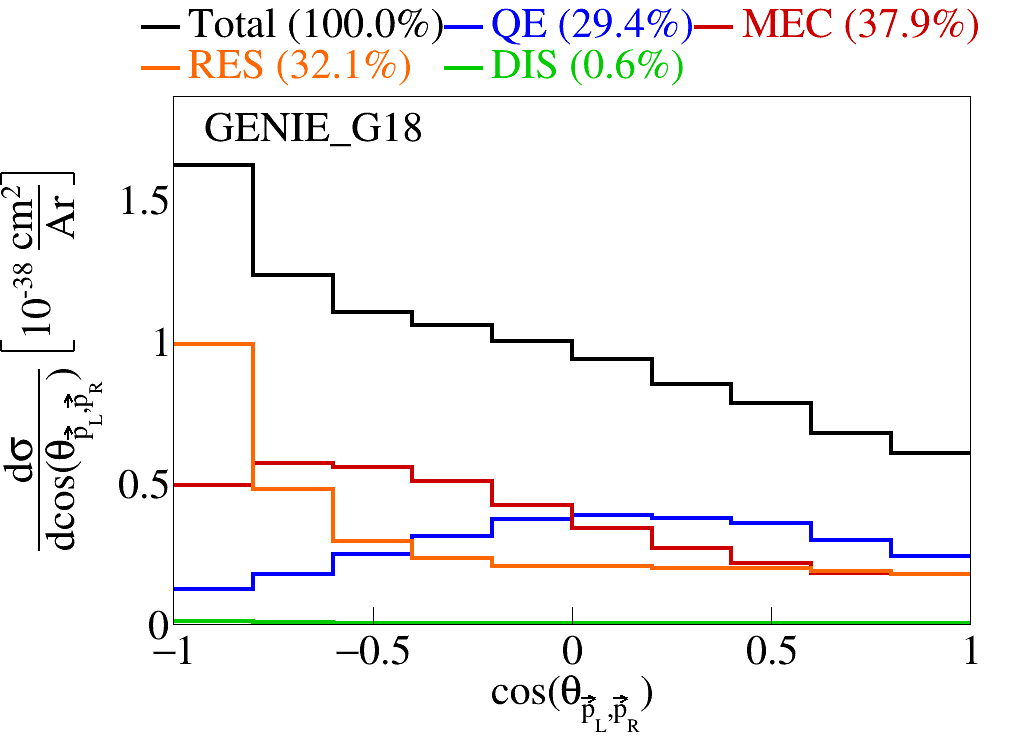 Total (100.0%) QE (29.4%) MEC (37.9%)
RES (32.1%) DIS (0.6%)
GENIE_G18
dσ
dcos(θp⃗L,p⃗R)
[10-38 cm2
Ar]
1.5
1
0.5
0
−1 −0.5 0 0.5 1
cos(θp⃗L,p⃗R)